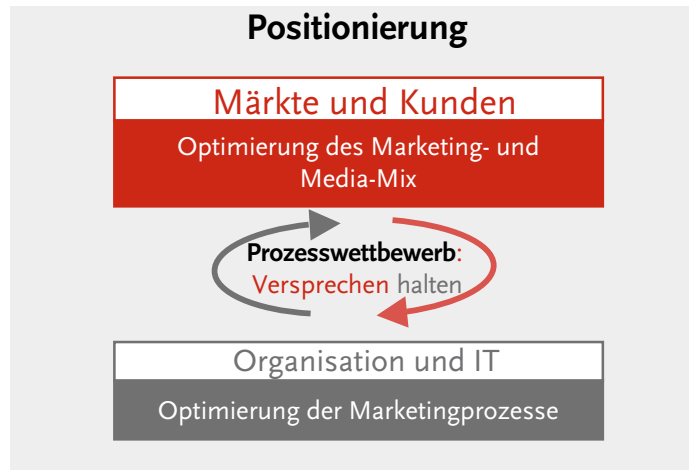 Positionierung
Märkte und Kunden
Optimierung des Marketing- und
Media-Mix
Prozesswettbewerb:
Versprechen halten
Organisation und IT
Optimierung der Marketingprozesse